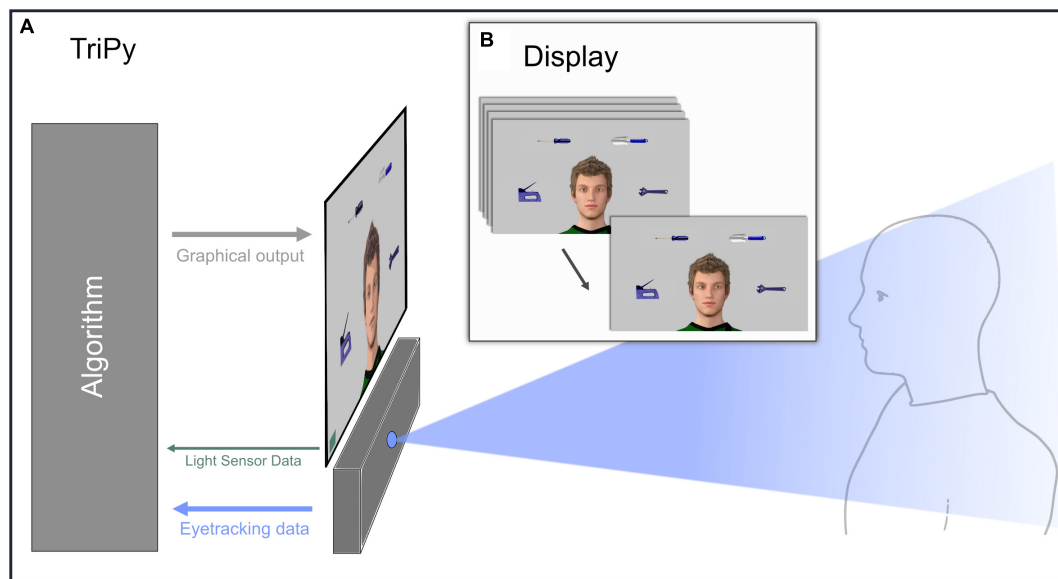 A
TriPy
B
Display
Algorithm
Graphical output
Light Sensor Data
Eyetracking data